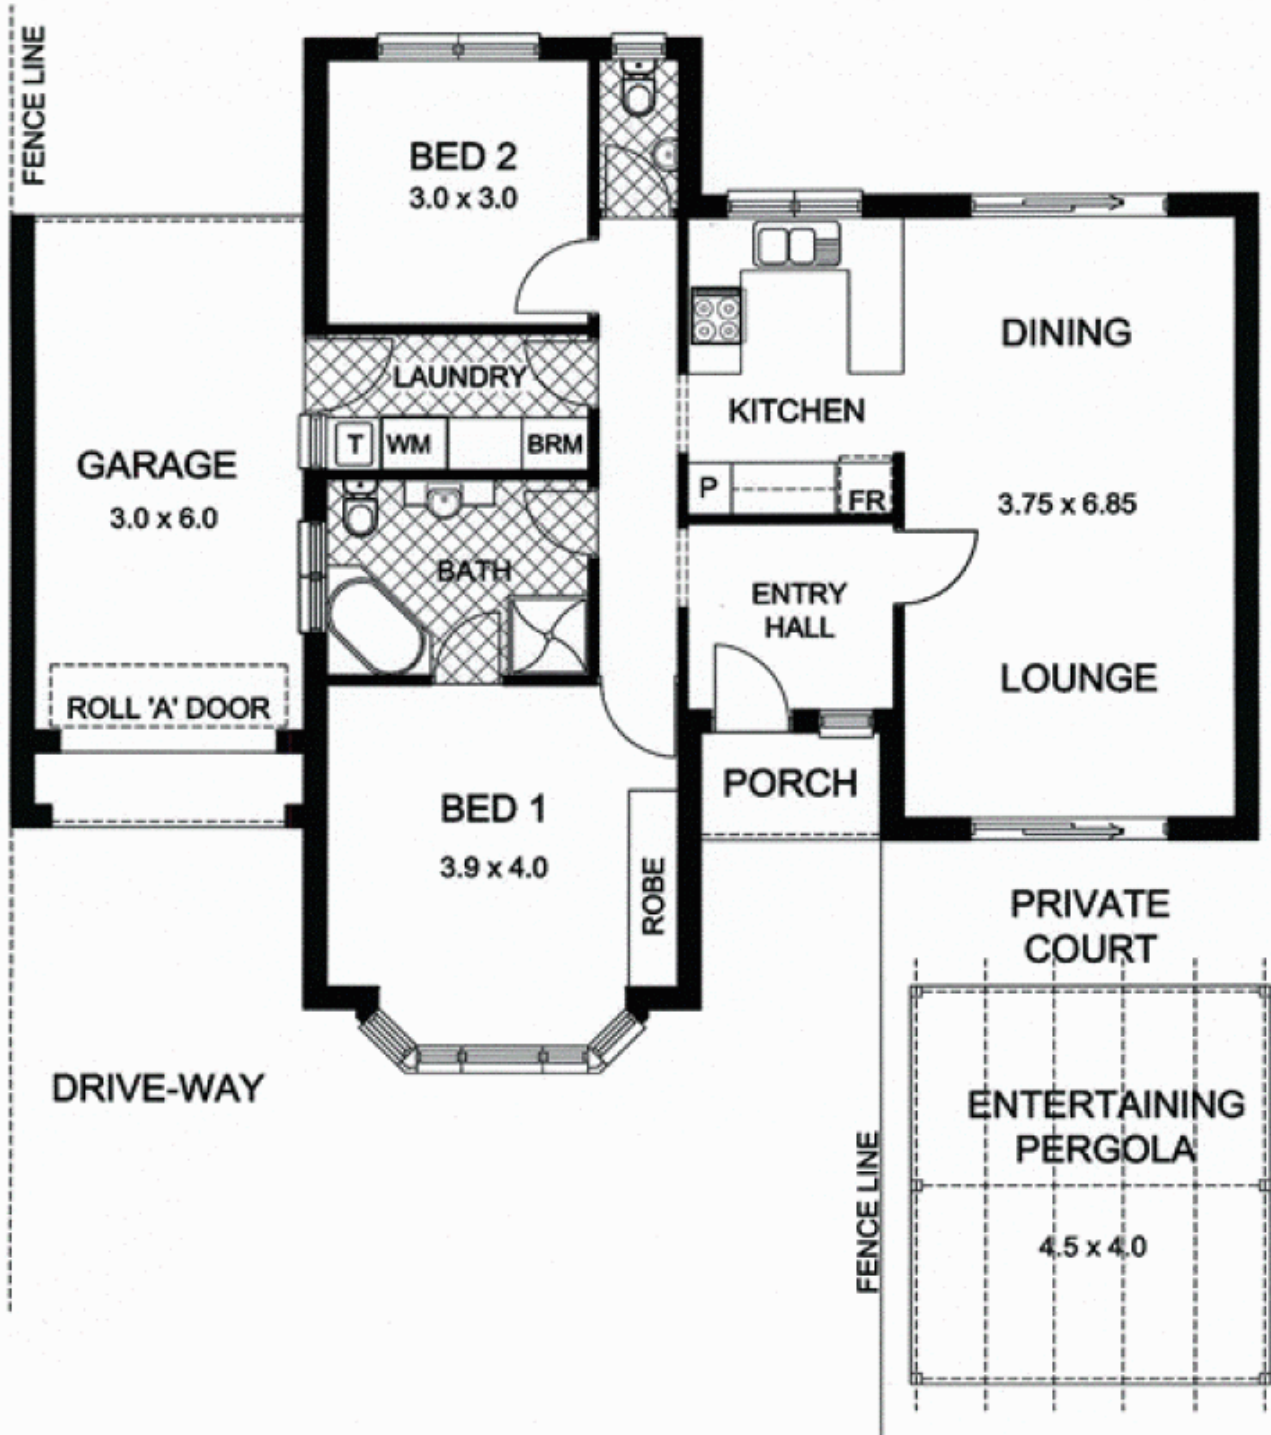 FENCE LINE
BED 2
3.0 x 3.0
LAUNDRY
T
WM
BRM
GARAGE
3.0 x 6.0
ROLL 'A' DOOR
BATH
KITCHEN
P
FR
DINING
3.75 x 6.85
LOUNGE
ENTRY
HALL
PORCH
BED 1
3.9 x 4.0
ROBE
DRIVE-WAY
PRIVATE
COURT
FENCE LINE
ENTERTAINING
PERGOLA
4.5 x 4.0